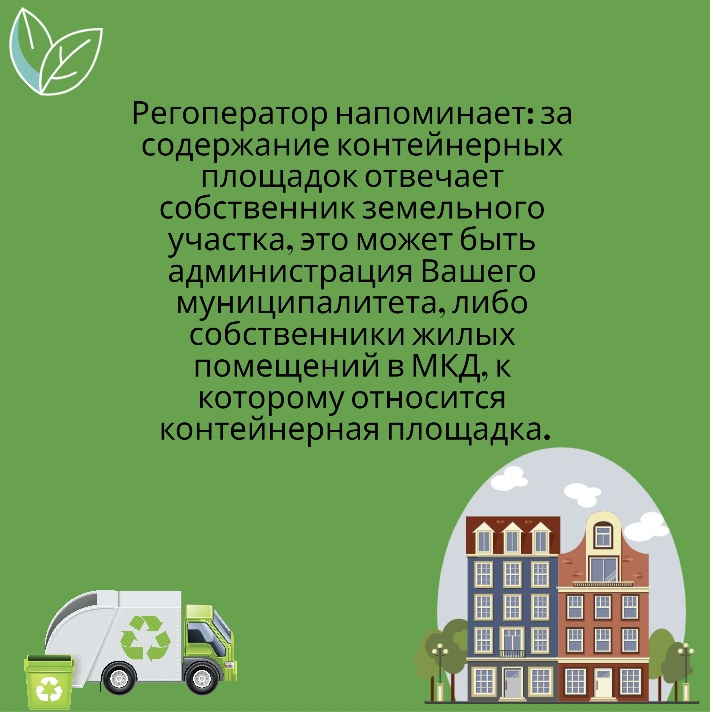 Регоператор напоминает: за
содержание контейнерных
площадок отвечает
собственник земельного
участка, это может быть
администрация Вашего
муниципалитета, либо
собственники жилых
помещений в МКД, к
которому относится
контейнерная площадка.